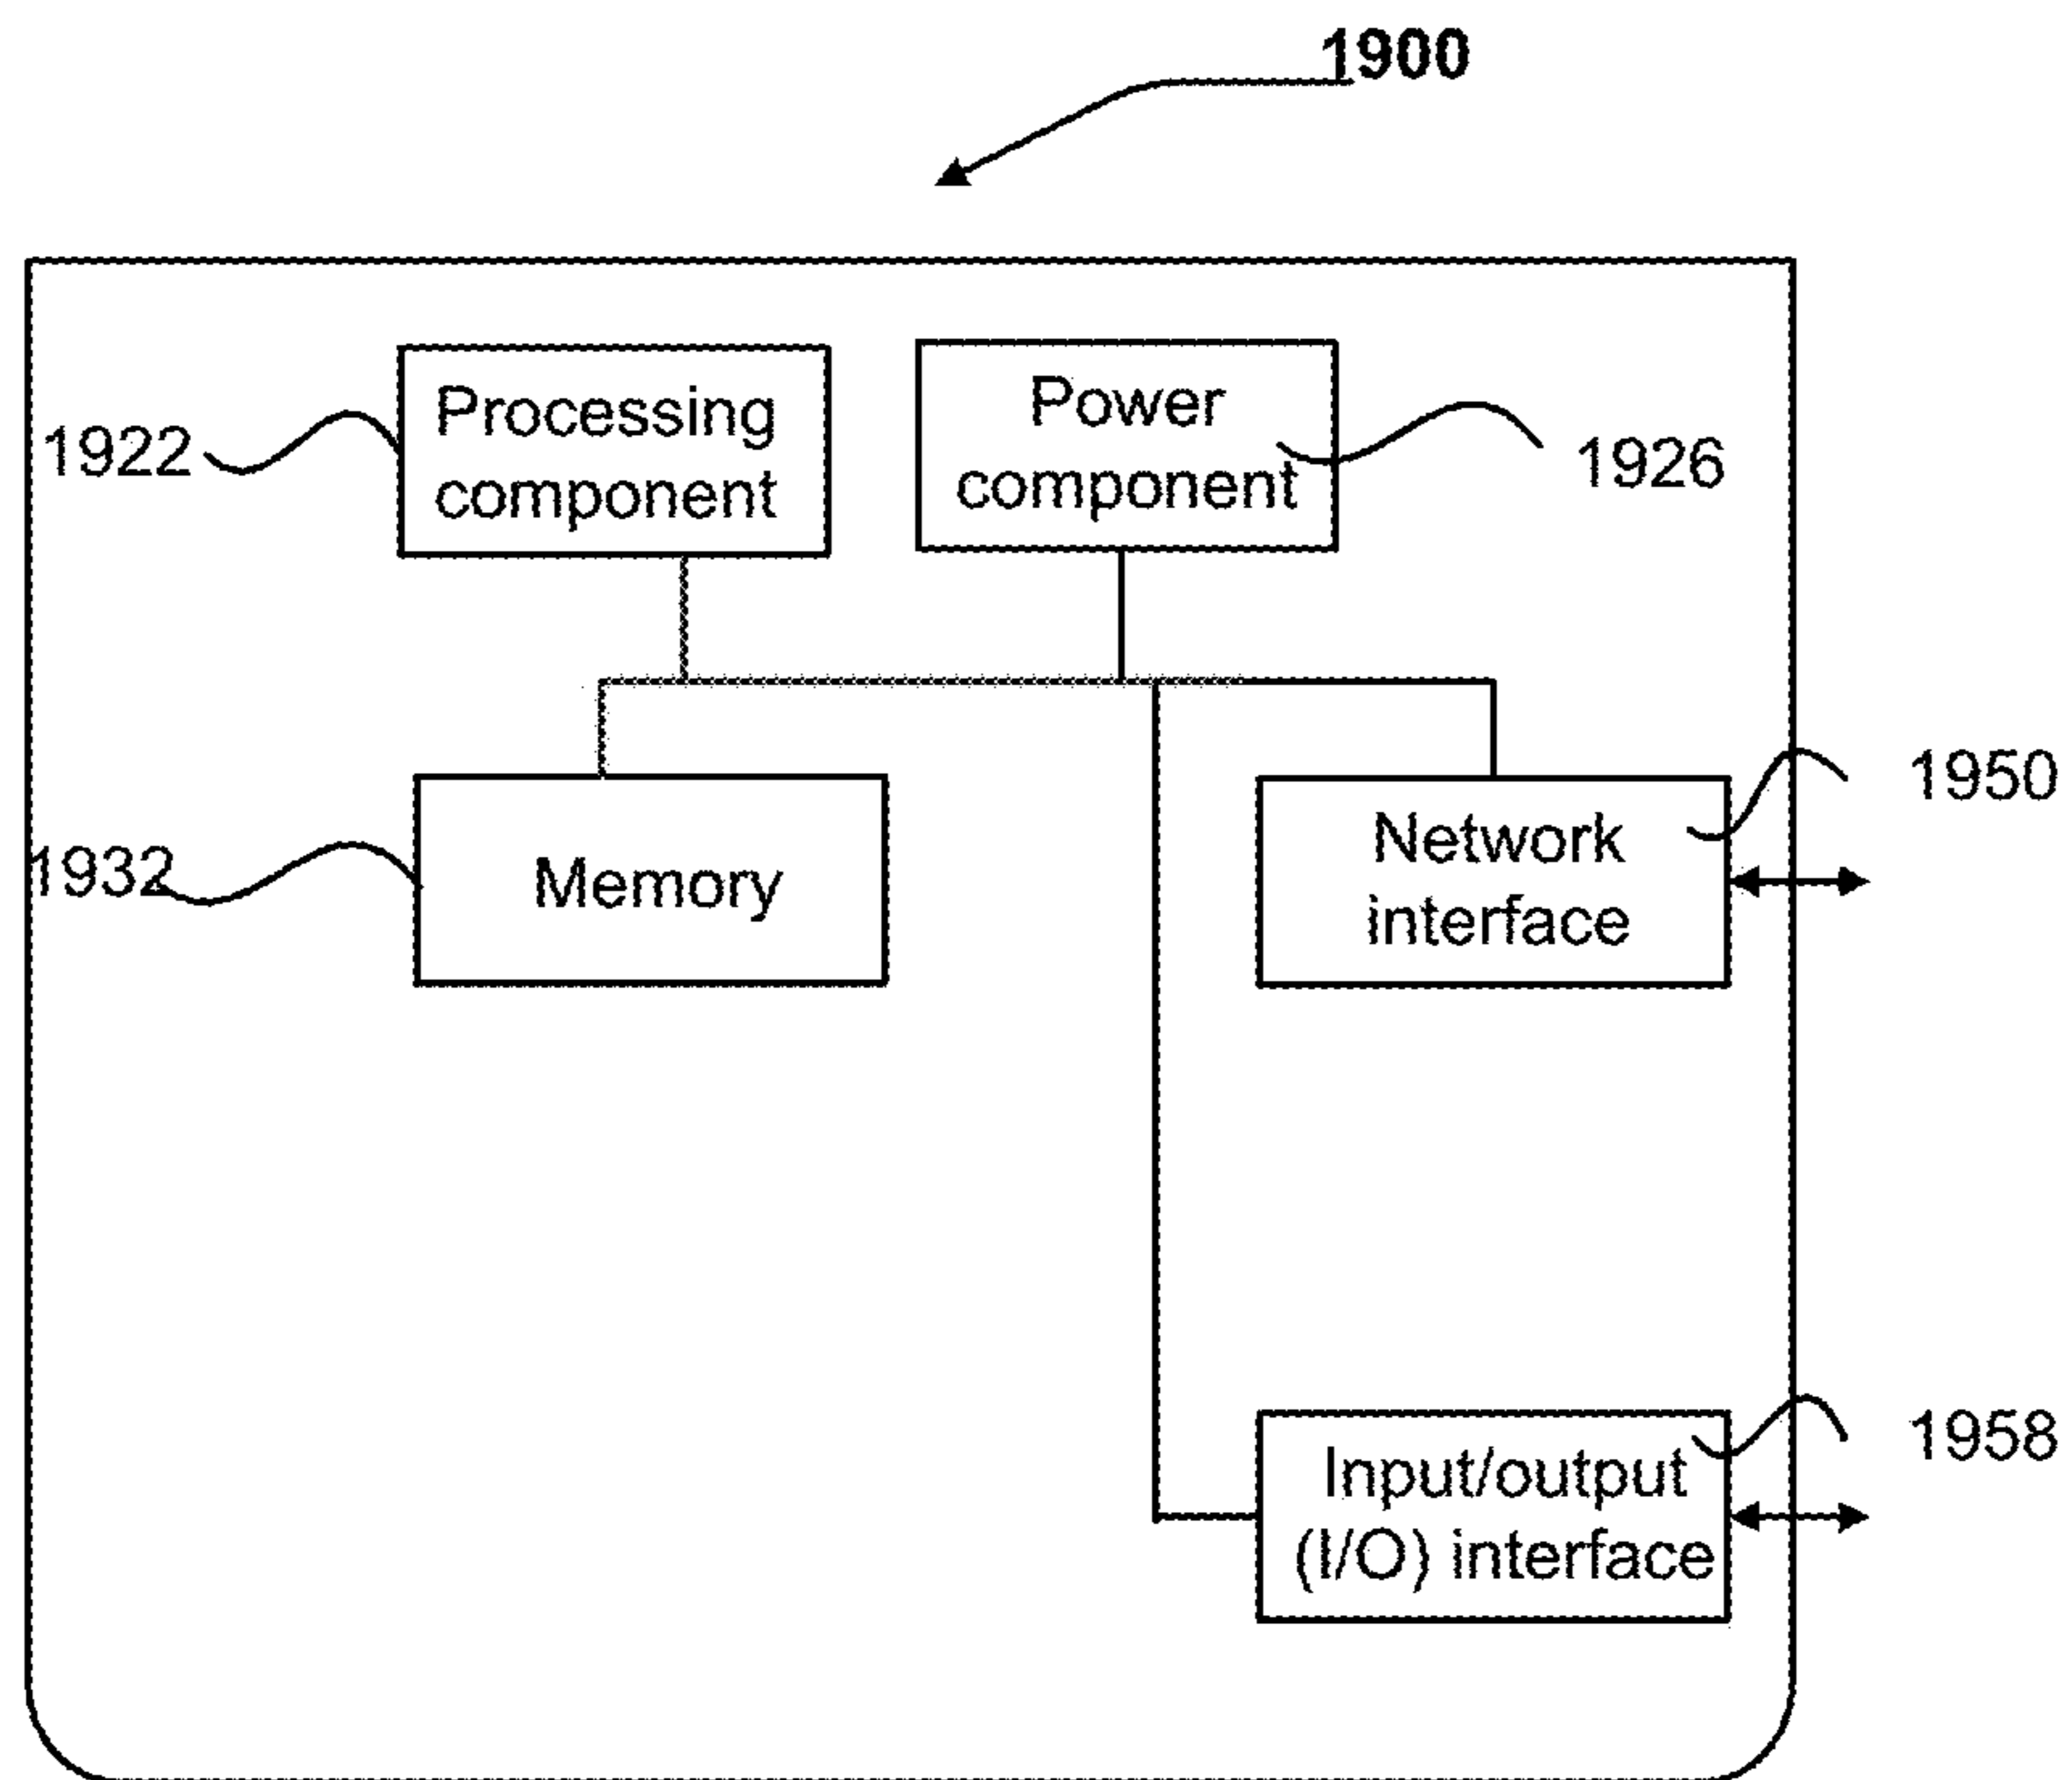 1900
Processing
component
1922
Power
component
1926
Memory
1932
Network
interface
1950
Input/output
(I/O) interface
1958